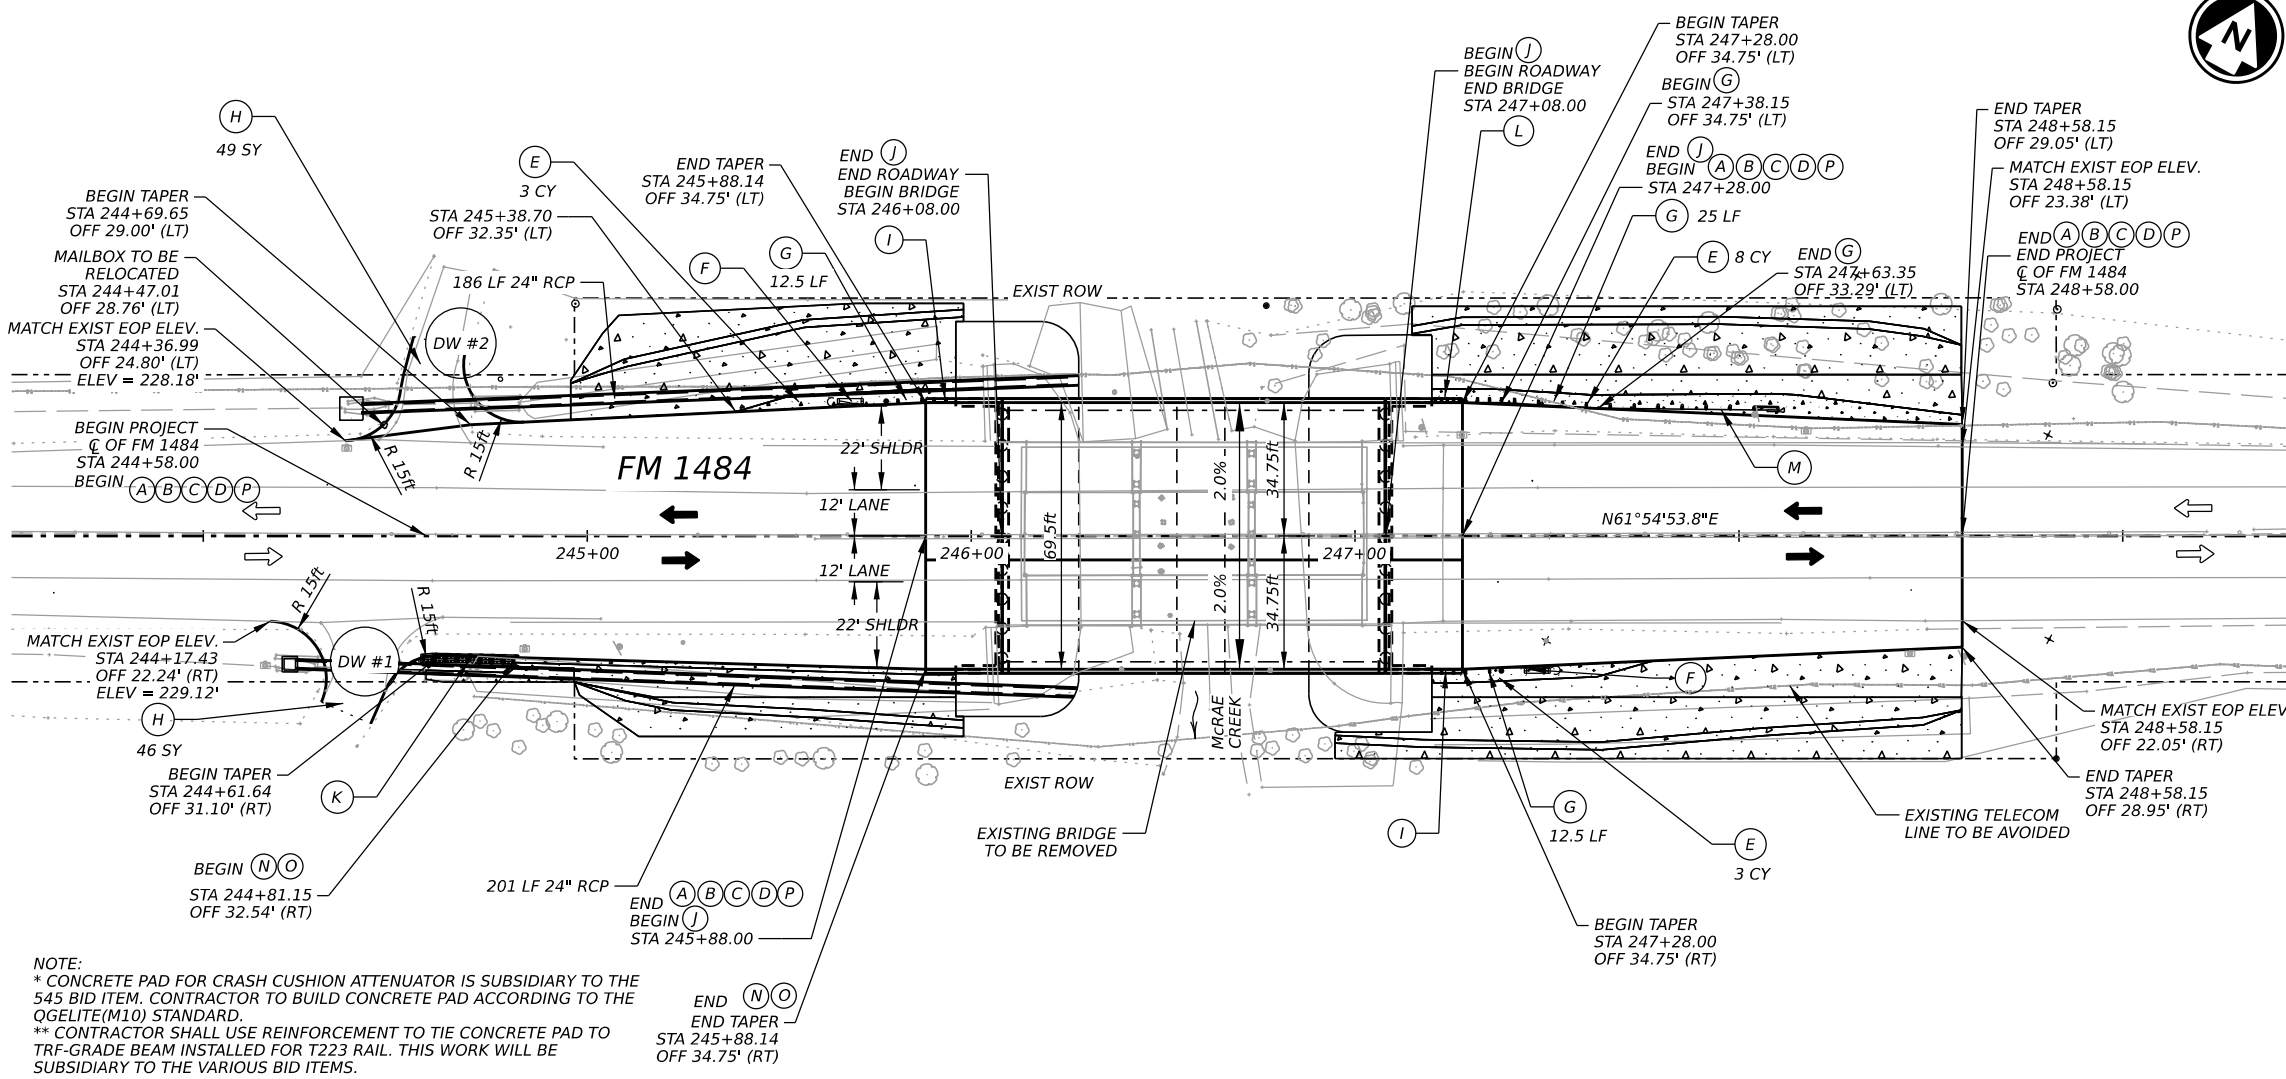 N
BEGIN TAPER
STA 247+28.00
OFF 34.75' (LT)
BEGIN J
BEGIN ROADWAY
END BRIDGE
STA 247+08.00
L
BEGIN G
STA 247+38.15
OFF 34.75' (LT)
END J
BEGIN A B C D P
STA 247+28.00
G 25 LF
E 8 CY
END G
STA 247+63.35
OFF 33.29' (LT)
END TAPER
STA 248+58.15
OFF 29.05' (LT)
MATCH EXIST EOP ELEV.
STA 248+58.15
OFF 23.38' (LT)
END A B C D P
END PROJECT
℄ OF FM 1484
STA 248+58.00
H
49 SY
E
3 CY
STA 245+38.70
OFF 32.35' (LT)
END TAPER
STA 245+88.14
OFF 34.75' (LT)
END J
END ROADWAY
BEGIN BRIDGE
STA 246+08.00
I
G
12.5 LF
F
186 LF 24" RCP
BEGIN TAPER
STA 244+69.65
OFF 29.00' (LT)
MAILBOX TO BE
RELOCATED
STA 244+47.01
OFF 28.76' (LT)
MATCH EXIST EOP ELEV.
STA 244+36.99
OFF 24.80' (LT)
ELEV = 228.18'
BEGIN PROJECT
℄ OF FM 1484
STA 244+58.00
BEGIN A B C D P
DW #2
EXIST ROW
R 15ft
R 15ft
FM 1484
22' SHLDR
12' LANE
12' LANE
22' SHLDR
245+00
246+00
247+00
69.5ft
2.0%
2.0%
34.75ft
34.75ft
N61°54'53.8"E
M
R 15ft
R 15ft
DW #1
MATCH EXIST EOP ELEV.
STA 244+17.43
OFF 22.24' (RT)
ELEV = 229.12'
H
46 SY
BEGIN TAPER
STA 244+61.64
OFF 31.10' (RT)
K
BEGIN N O
STA 244+81.15
OFF 32.54' (RT)
201 LF 24" RCP
END A B C D P
BEGIN J
STA 245+88.00
END N O
END TAPER
STA 245+88.14
OFF 34.75' (RT)
McRAE
CREEK
EXIST ROW
EXISTING BRIDGE
TO BE REMOVED
F
I
G
12.5 LF
E
3 CY
BEGIN TAPER
STA 247+28.00
OFF 34.75' (RT)
EXISTING TELECOM
LINE TO BE AVOIDED
MATCH EXIST EOP ELEV
STA 248+58.15
OFF 22.05' (RT)
END TAPER
STA 248+58.15
OFF 28.95' (RT)
NOTE:
* CONCRETE PAD FOR CRASH CUSHION ATTENUATOR IS SUBSIDIARY TO THE
545 BID ITEM. CONTRACTOR TO BUILD CONCRETE PAD ACCORDING TO THE
QGELITE(M10) STANDARD.
** CONTRACTOR SHALL USE REINFORCEMENT TO TIE CONCRETE PAD TO
TRF-GRADE BEAM INSTALLED FOR T223 RAIL. THIS WORK WILL BE
SUBSIDIARY TO THE VARIOUS BID ITEMS.